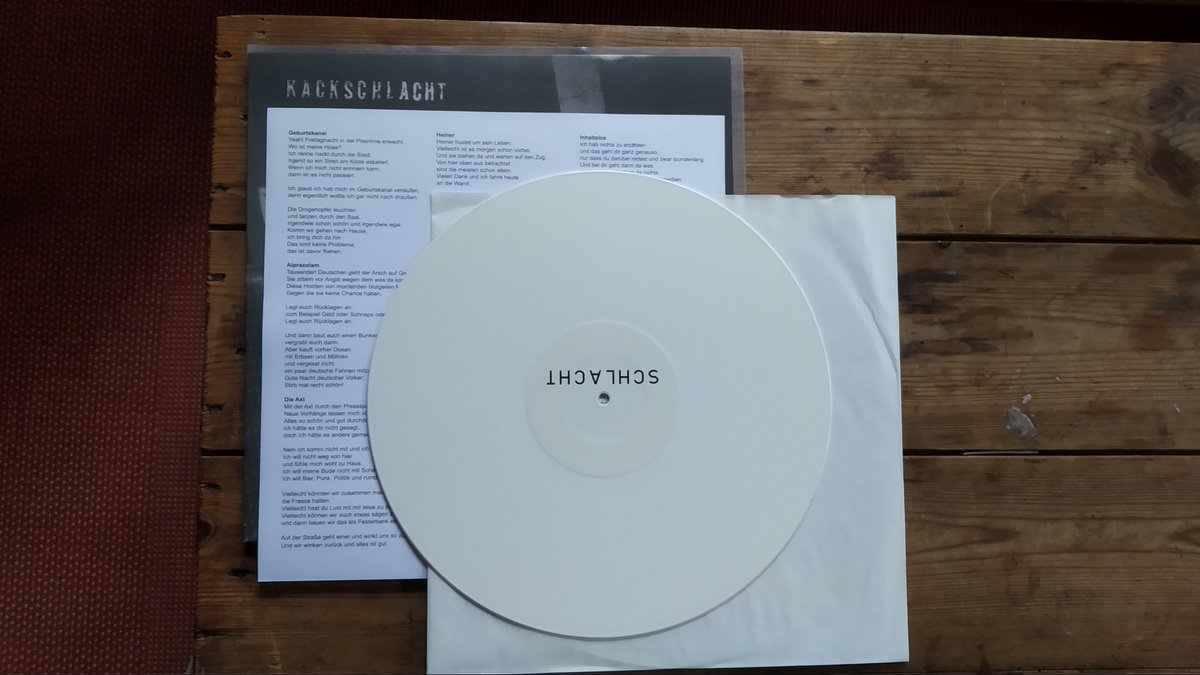 KACKSCHLACHT
Geburtskanal
Yeah! Freitagnacht in der Pissrinne erwacht.
Wo ist meine Hose?
Ich renne nackt durch die Stadt.
Irgend so ein Streit am Kiosk eskaliert.
Wenn ich mich nicht erinnern kann,
dann ist es nicht passiert.
Ich glaub ich hab mich im Geburtskanal verlaufen,
denn eigentlich wollte ich gar nicht nach draußen.
Die Drogenopfer leuchten
und tanzen durch den Saal.
Irgendwie schon schön und irgendwie egal.
Komm wir gehen nach Hause,
ich bring dich da hin.
Das sind keine Probleme,
das ist davor fliehen.
Alprazolam
Tausenden Deutschen geht der Arsch auf
Sie zittern vor Angst wegen dem was da
Diese Horden von mordenden blutgeilen
Gegen die sie keine Chance haben.
Legt euch Rücklagen an:
zum Beispiel Geld oder Schnaps
Legt euch Rücklagen an.
Und dann baut euch einen Bunker
vergrabt euch darin.
Aber kauft vorher Dosen
mit Erbsen und Möhren
und vergesst nicht
ein paar deutsche Fahnen
Gute Nacht deutscher Volker
Stirb mal recht schön!
Die Axt
Mit der Axt durch den
Neue Vorhänge lassen mich
Alles so schön und gut
ich hätte es dir nicht gesagt,
doch ich hätte es anders
Nein ich komm nicht mit und
Ich will nicht weg von hier
und fühle mich wohl zu Haus.
Ich will meine Bude nicht mit
Ich will Bier, Punk, Politik und
Vielleicht könnten wir zusammen
die Fresse halten.
Vielleicht hast du Lust mit mir leise zu
Vielleicht können wir auch etwas sägen
und dann bauen wir das als Festerbank
Auf der Straße geht einer und winkt uns so
Und wir winken zurück und alles ist gut.
Heiner
Heiner hustet um sein Leben.
Vielleicht ist es morgen schon vorbei.
Und sie stehen da und warten auf den Zug.
Von hier oben aus betrachtet
sind die meisten schon allein.
Vielen Dank und ich fahre heute
an die Wand.
Inhaltslos
Ich hab nichts zu erzählen
und das geht dir ganz genauso,
nur dass du darüber redest und zwar stundenlang.
Und bei dir geht dann da was
da nichts
SCHLACHT